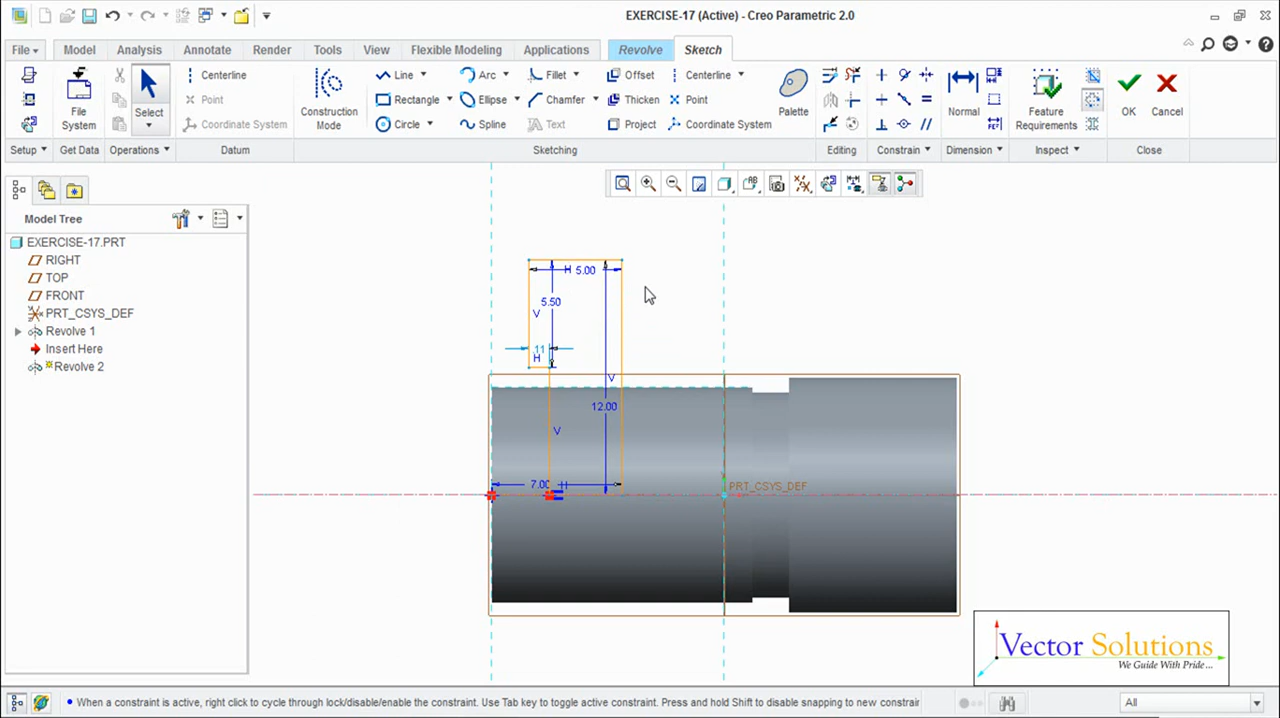 EXERCISE-17 (Active) - Creo Parametric 2.0
File Model Analysis Annotate Render Tools View Flexible Modeling Applications Revolve Sketch
Centerline Line Arc Fillet Offset Centerline
Point Rectangle Ellipse Chamfer Thicken Point
Coordinate System Circle Spline Text Project Coordinate System
File System Select Construction Mode Palette Normal Feature Requirements OK Cancel
Setup Get Data Operations Datum Sketching Editing Constrain Dimension Inspect Close
Model Tree
EXERCISE-17.PRT
RIGHT
TOP
FRONT
PRT_CSYS_DEF
Revolve 1
Insert Here
Revolve 2
H 5.00
5.50
V
11
H
V
12.00
V
7.00 H
PRT_CSYS_DEF
Vector Solutions
We Guide With Pride...
When a constraint is active, right click to cycle through lock/disable/enable the constraint. Use Tab key to toggle active constraint. Press and hold Shift to disable snapping to new constrair
All